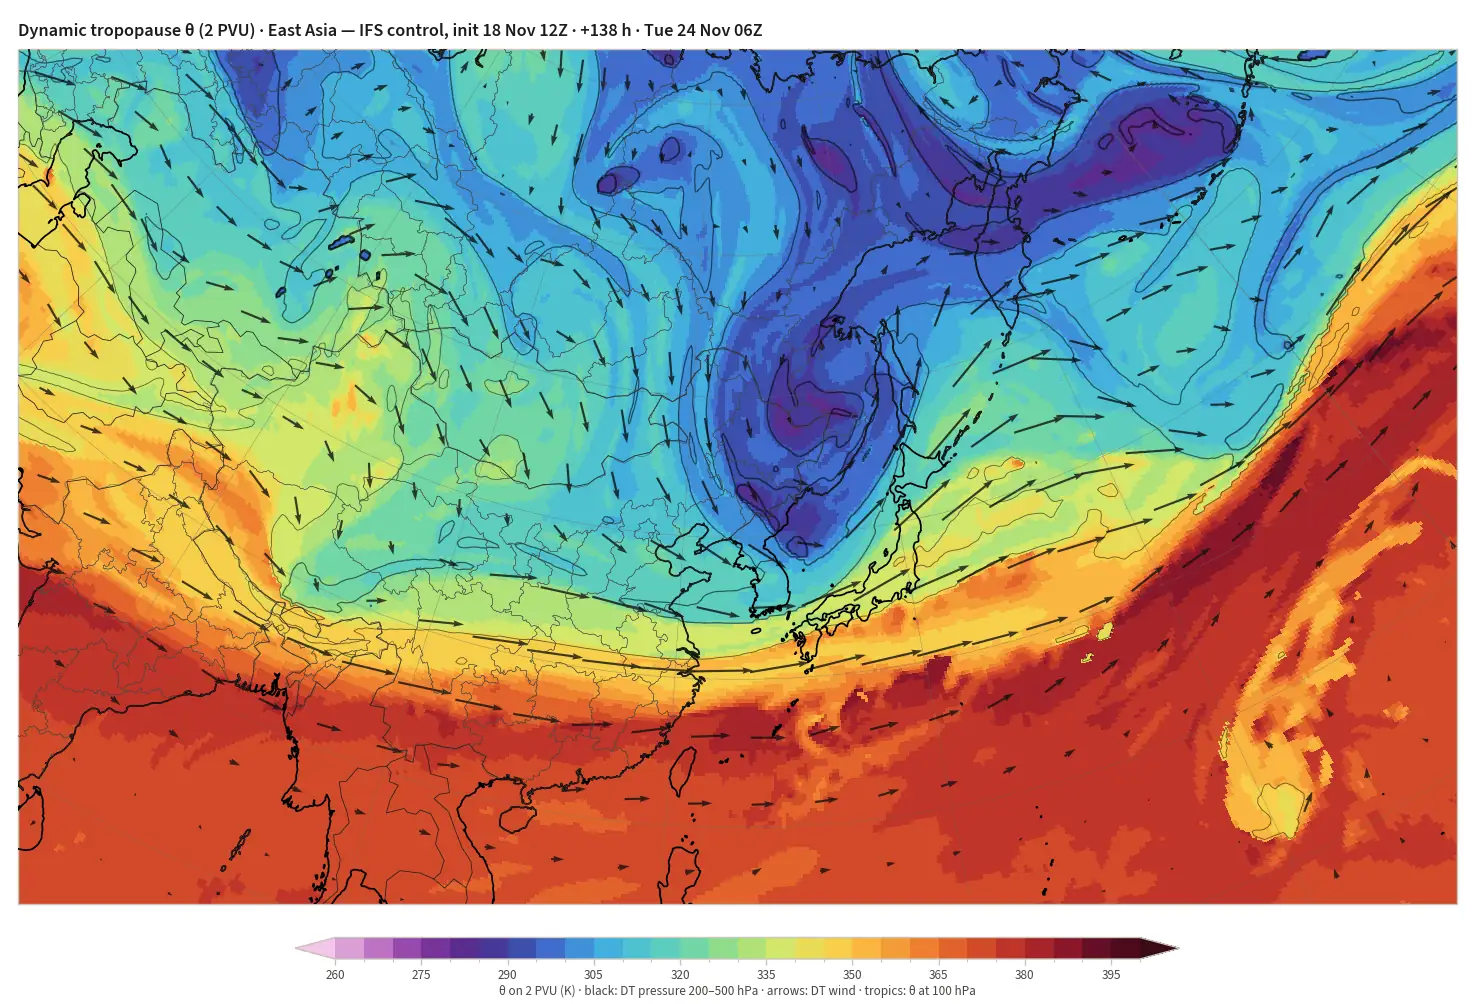 Dynamic tropopause θ (2 PVU) · East Asia — IFS control, init 18 Nov 12Z · +138 h · Tue 24 Nov 06Z
260 275 290 305 320 335 350 365 380 395
θ on 2 PVU (K) · black: DT pressure 200–500 hPa · arrows: DT wind · tropics: θ at 100 hPa